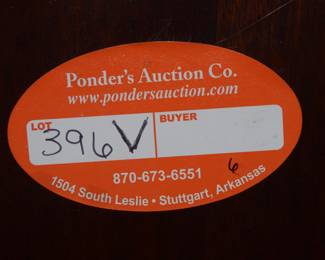 Ponder's Auction Co.
www.pondersauction.com
LOT BUYER
396V
870-673-6551
6
1504 South Leslie • Stuttgart, Arkansas